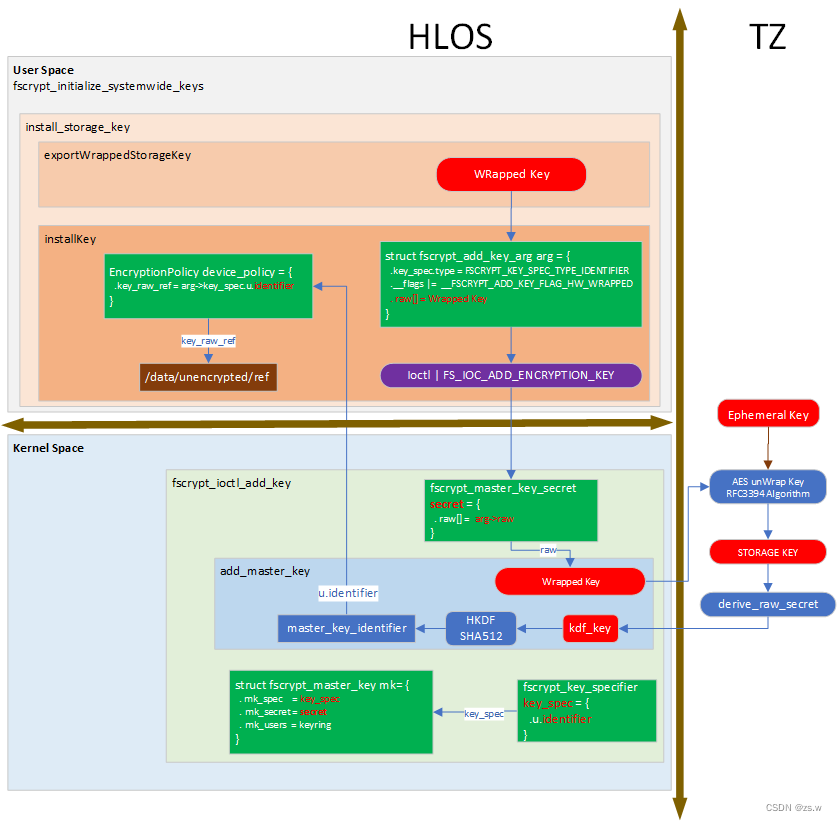 HLOS
TZ
User Space
fscrypt_initialize_systemwide_keys
install_storage_key
exportWrappedStorageKey
WRapped Key
installKey
EncryptionPolicy device_policy = {
.key_raw_ref = arg->key_spec.u.identifier
}
struct fscrypt_add_key_arg arg = {
.key_spec.type = FSCRYPT_KEY_SPEC_TYPE_IDENTIFIER
.__flags |= __FSCRYPT_ADD_KEY_FLAG_HW_WRAPPED
. raw[] = Wrapped Key
}
key_raw_ref
/data/unencrypted/ref
Ioctl | FS_IOC_ADD_ENCRYPTION_KEY
Ephemeral Key
Kernel Space
fscrypt_ioctl_add_key
fscrypt_master_key_secret
secret = {
. raw[] = arg->raw
}
AES unWrap Key
RFC3394 Algorithm
raw
STORAGE KEY
add_master_key
Wrapped Key
u.identifier
derive_raw_secret
master_key_identifier
HKDF
SHA512
kdf_key
struct fscrypt_master_key mk= {
. mk_spec = key_spec
. mk_secret= secret
. mk_users = keyring
}
key_spec
fscrypt_key_specifier
key_spec = {
.u.identifier
}
CSDN @zs.w